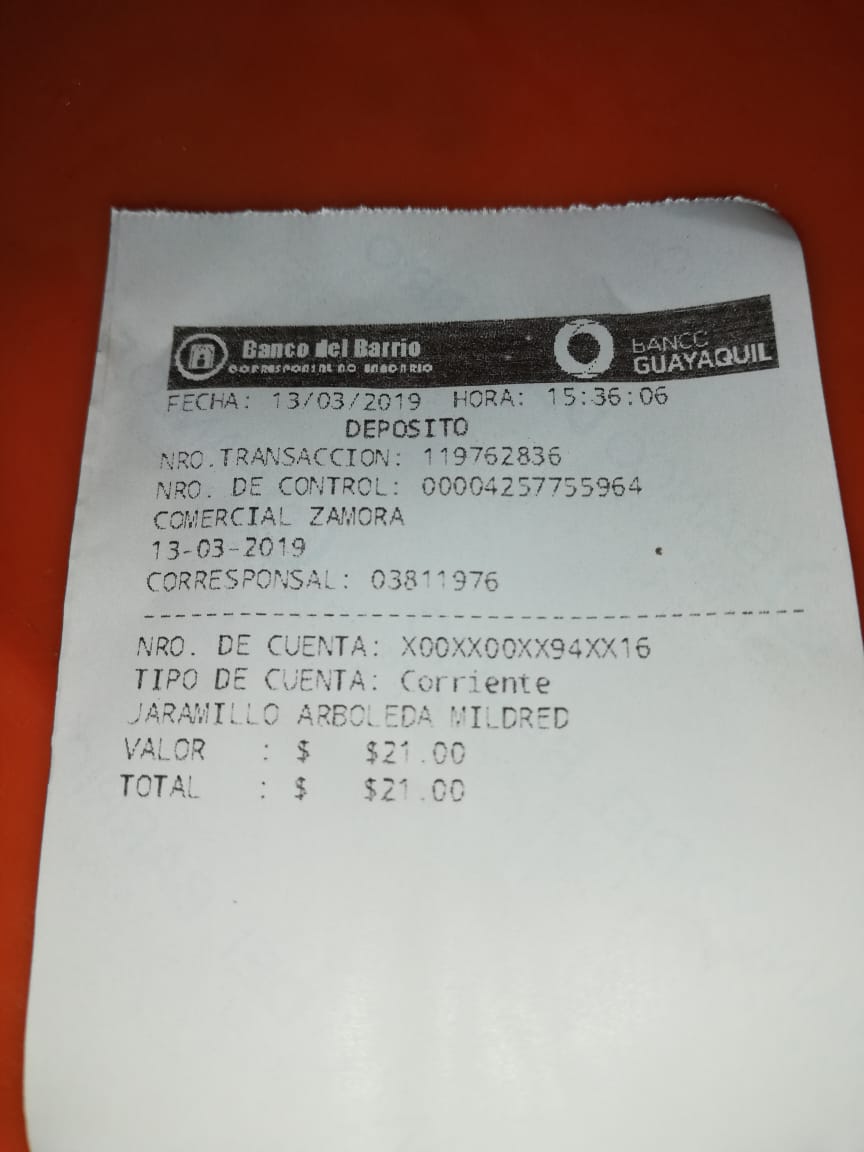 Banco del Barrio
CORRESPONSAL NO BANCARIO
BANCO
GUAYAQUIL
FECHA: 13/03/2019 HORA: 15:36:06
DEPOSITO
NRO.TRANSACCION: 119762836
NRO. DE CONTROL: 00004257755964
COMERCIAL ZAMORA
13-03-2019
CORRESPONSAL: 03811976
NRO. DE CUENTA: X00XX00XX94XX16
TIPO DE CUENTA: Corriente
JARAMILLO ARBOLEDA MILDRED
VALOR : $ $21.00
TOTAL : $ $21.00